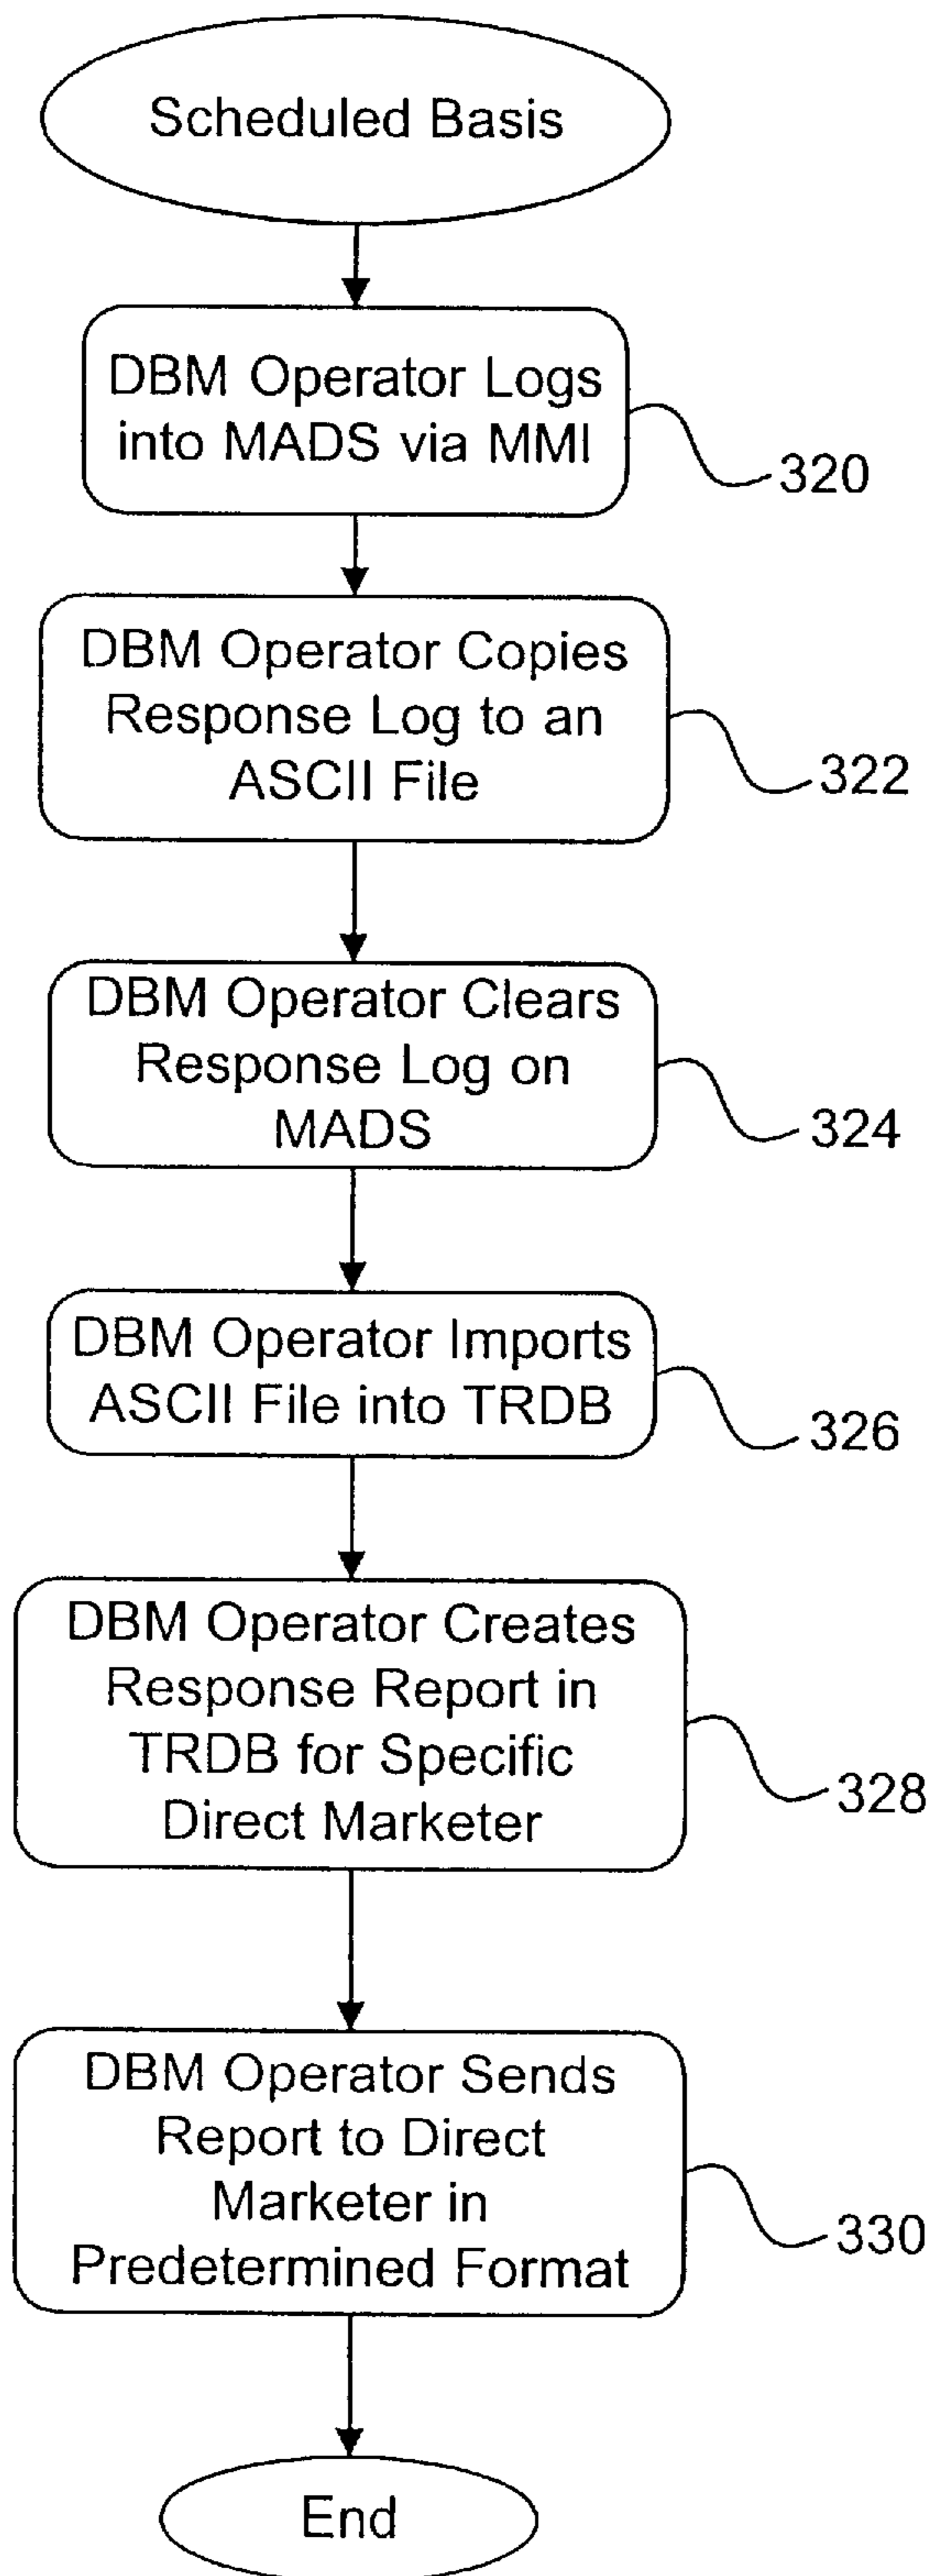 Scheduled Basis
DBM Operator Logs
into MADS via MMI
320
DBM Operator Copies
Response Log to an
ASCII File
322
DBM Operator Clears
Response Log on
MADS
324
DBM Operator Imports
ASCII File into TRDB
326
DBM Operator Creates
Response Report in
TRDB for Specific
Direct Marketer
328
DBM Operator Sends
Report to Direct
Marketer in
Predetermined Format
330
End